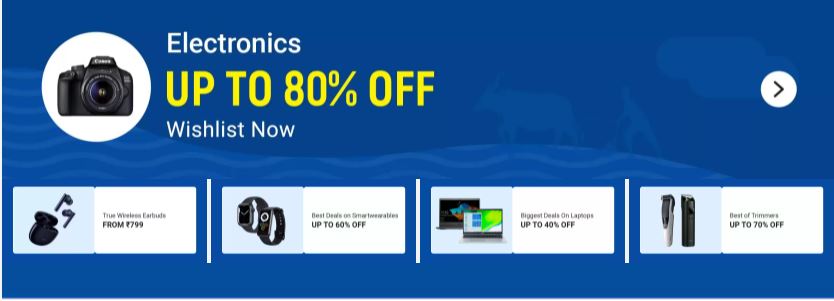 Electronics
UP TO 80% OFF
Wishlist Now
Canon
True Wireless Earbuds
FROM ₹799
Best Deals on Smartwearables
UP TO 60% OFF
Biggest Deals On Laptops
UP TO 40% OFF
Best of Trimmers
UP TO 70% OFF